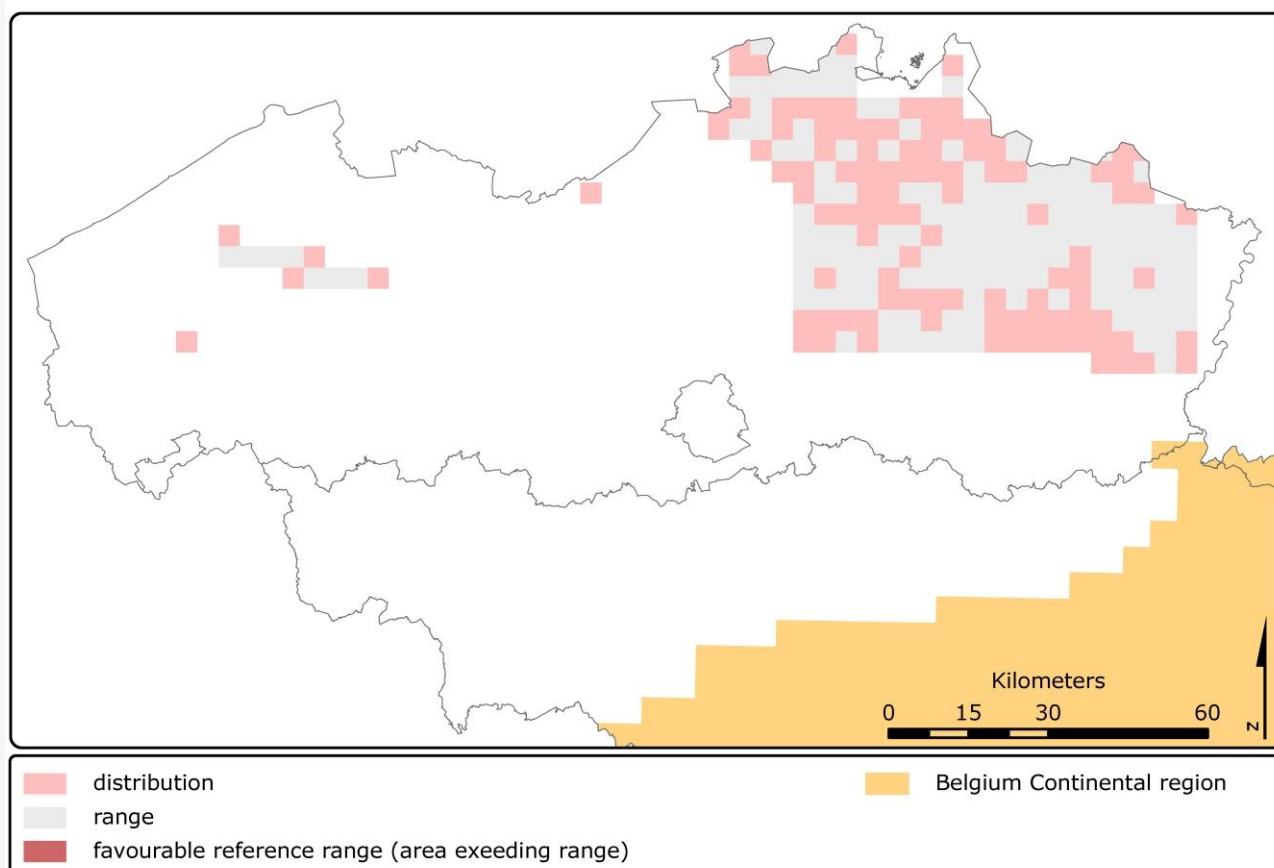 Kilometers
0 15 30 60
N
distribution
Belgium Continental region
range
favourable reference range (area exeeding range)